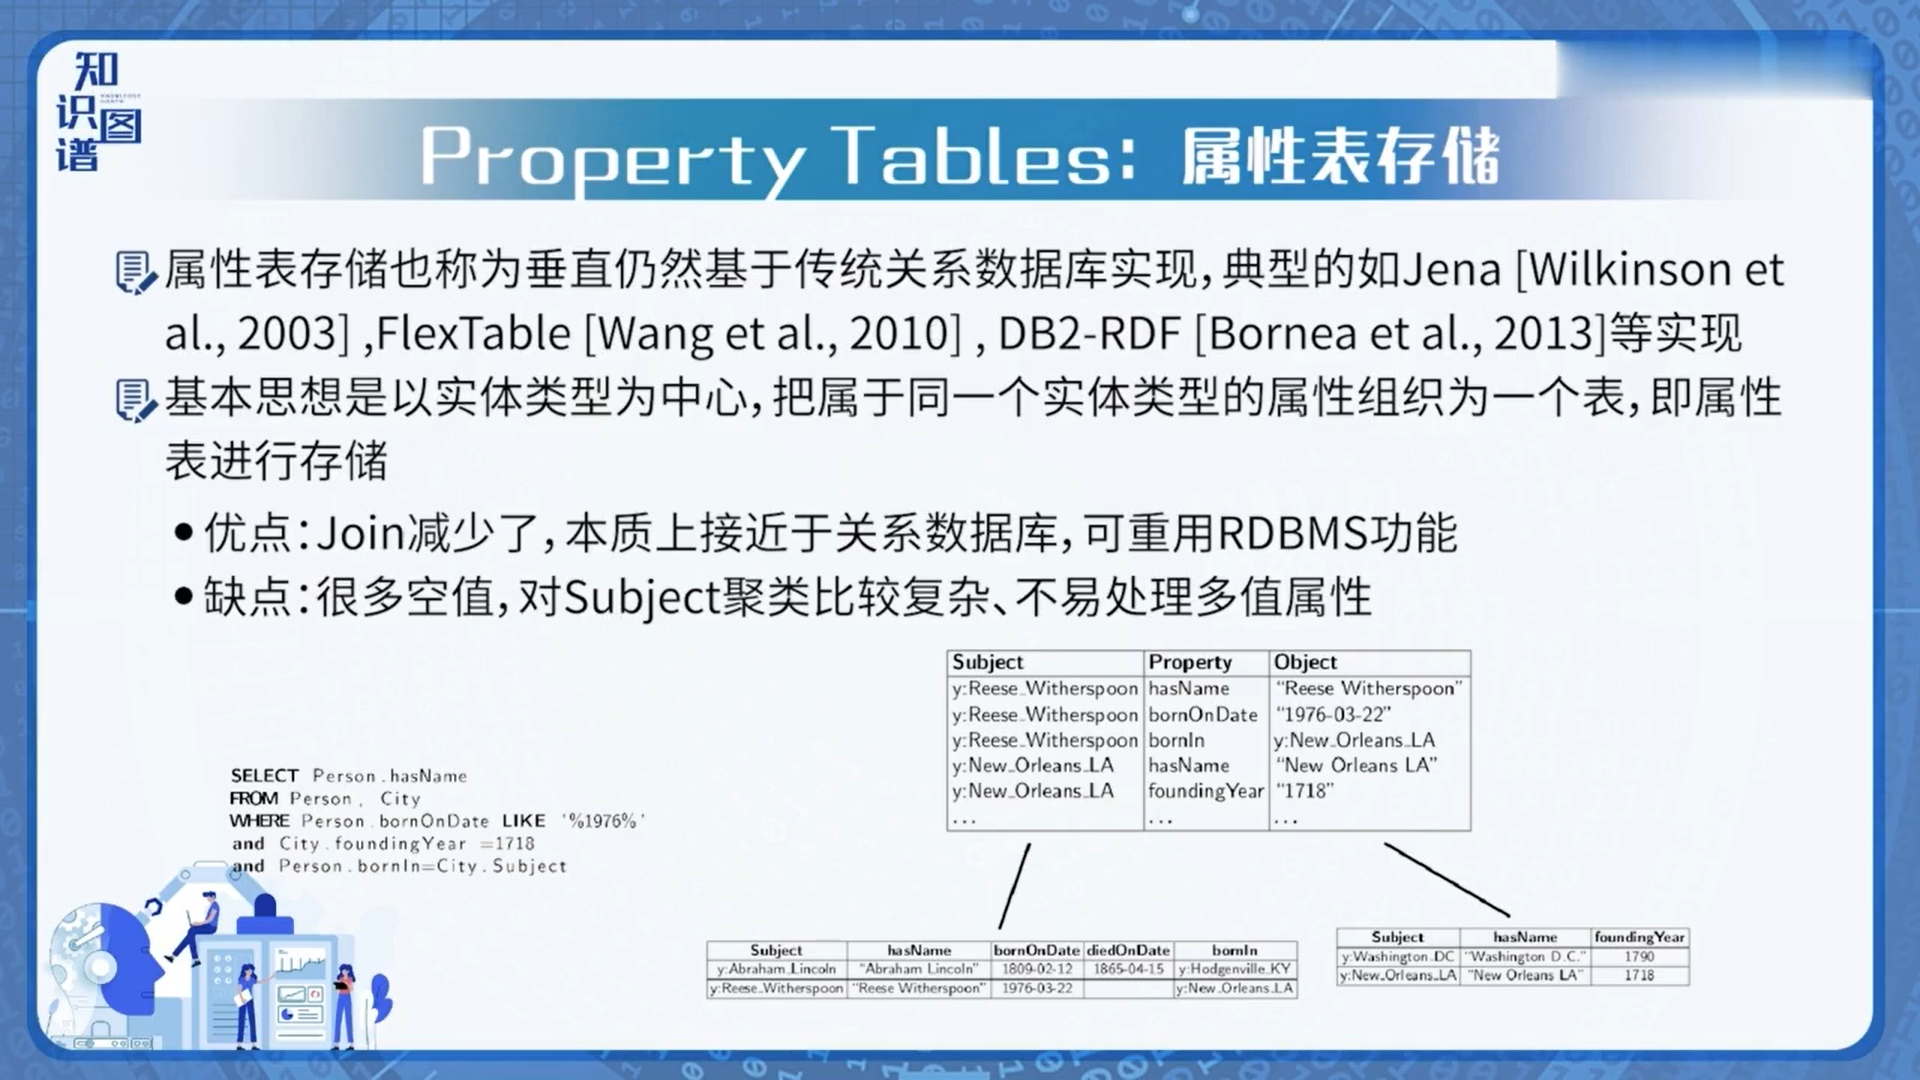 知识图谱
Property Tables：属性表存储
属性表存储也称为垂直仍然基于传统关系数据库实现，典型的如Jena [Wilkinson et
al., 2003] ,FlexTable [Wang et al., 2010] , DB2-RDF [Bornea et al., 2013]等实现
基本思想是以实体类型为中心，把属于同一个实体类型的属性组织为一个表，即属性
表进行存储
• 优点：Join减少了，本质上接近于关系数据库，可重用RDBMS功能
• 缺点：很多空值，对Subject聚类比较复杂、不易处理多值属性
Subject Property Object
y:Reese_Witherspoon hasName “Reese Witherspoon”
y:Reese_Witherspoon bornOnDate “1976-03-22”
y:Reese_Witherspoon bornIn y:New_Orleans_LA
y:New_Orleans_LA hasName “New Orleans LA”
y:New_Orleans_LA foundingYear “1718”
... ... ...
SELECT Person.hasName
FROM Person, City
WHERE Person.bornOnDate LIKE '%1976%'
and City.foundingYear =1718
and Person.bornIn=City.Subject
Subject hasName bornOnDate diedOnDate bornIn
y:Abraham_Lincoln “Abraham Lincoln” 1809-02-12 1865-04-15 y:Hodgenville_KY
y:Reese_Witherspoon “Reese Witherspoon” 1976-03-22 y:New_Orleans_LA
Subject hasName foundingYear
y:Washington_DC “Washington D.C.” 1790
y:New_Orleans_LA “New Orleans LA” 1718